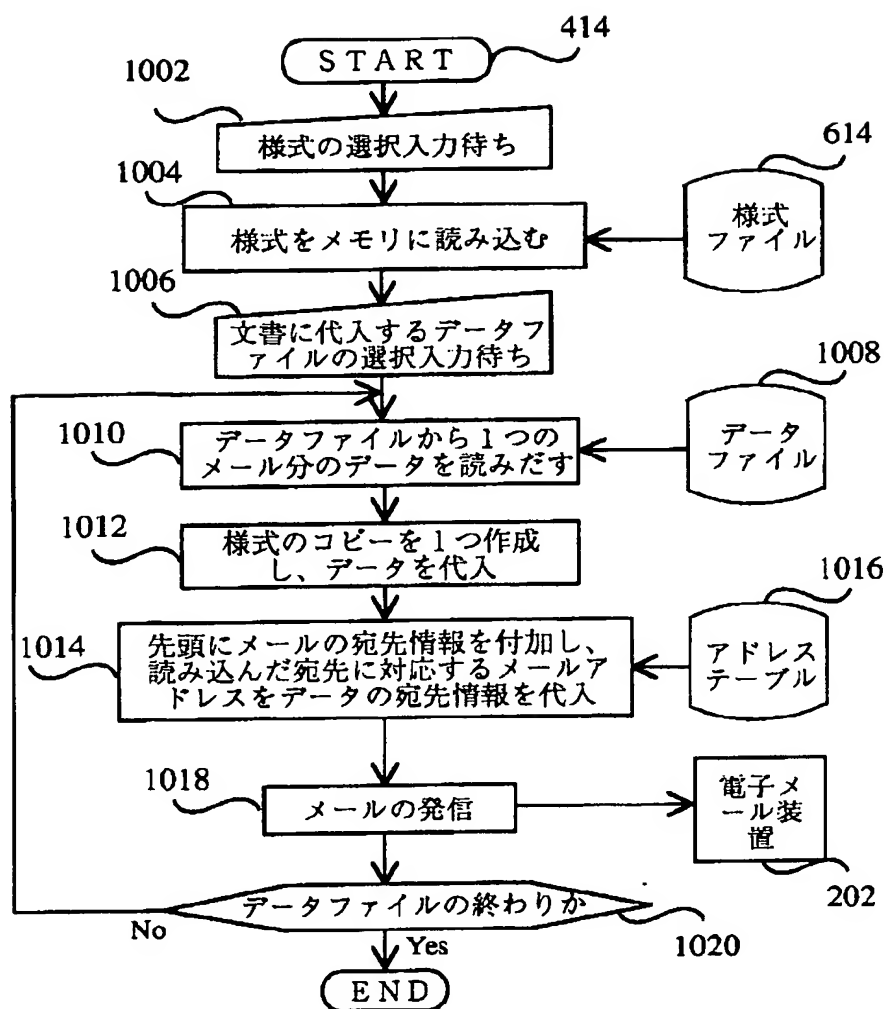 START
414
1002
様式の選択入力待ち
1004
様式をメモリに読み込む
614
様式
ファイル
1006
文書に代入するデータフ
ァイルの選択入力待ち
1008
データ
ファイル
1010
データファイルから1つの
メール分のデータを読みだす
1012
様式のコピーを1つ作成
し、データを代入
1016
アドレス
テーブル
1014
先頭にメールの宛先情報を付加し、
読み込んだ宛先に対応するメールア
ドレスをデータの宛先情報を代入
1018
メールの発信
電子メ
ール装
置
202
データファイルの終わりか
1020
No
Yes
END